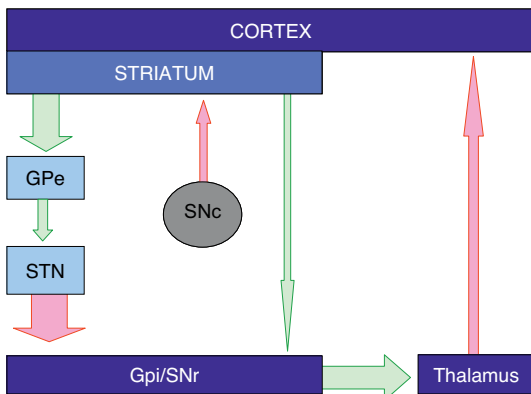 CORTEX
STRIATUM
GPe
SNc
STN
Gpi/SNr
Thalamus